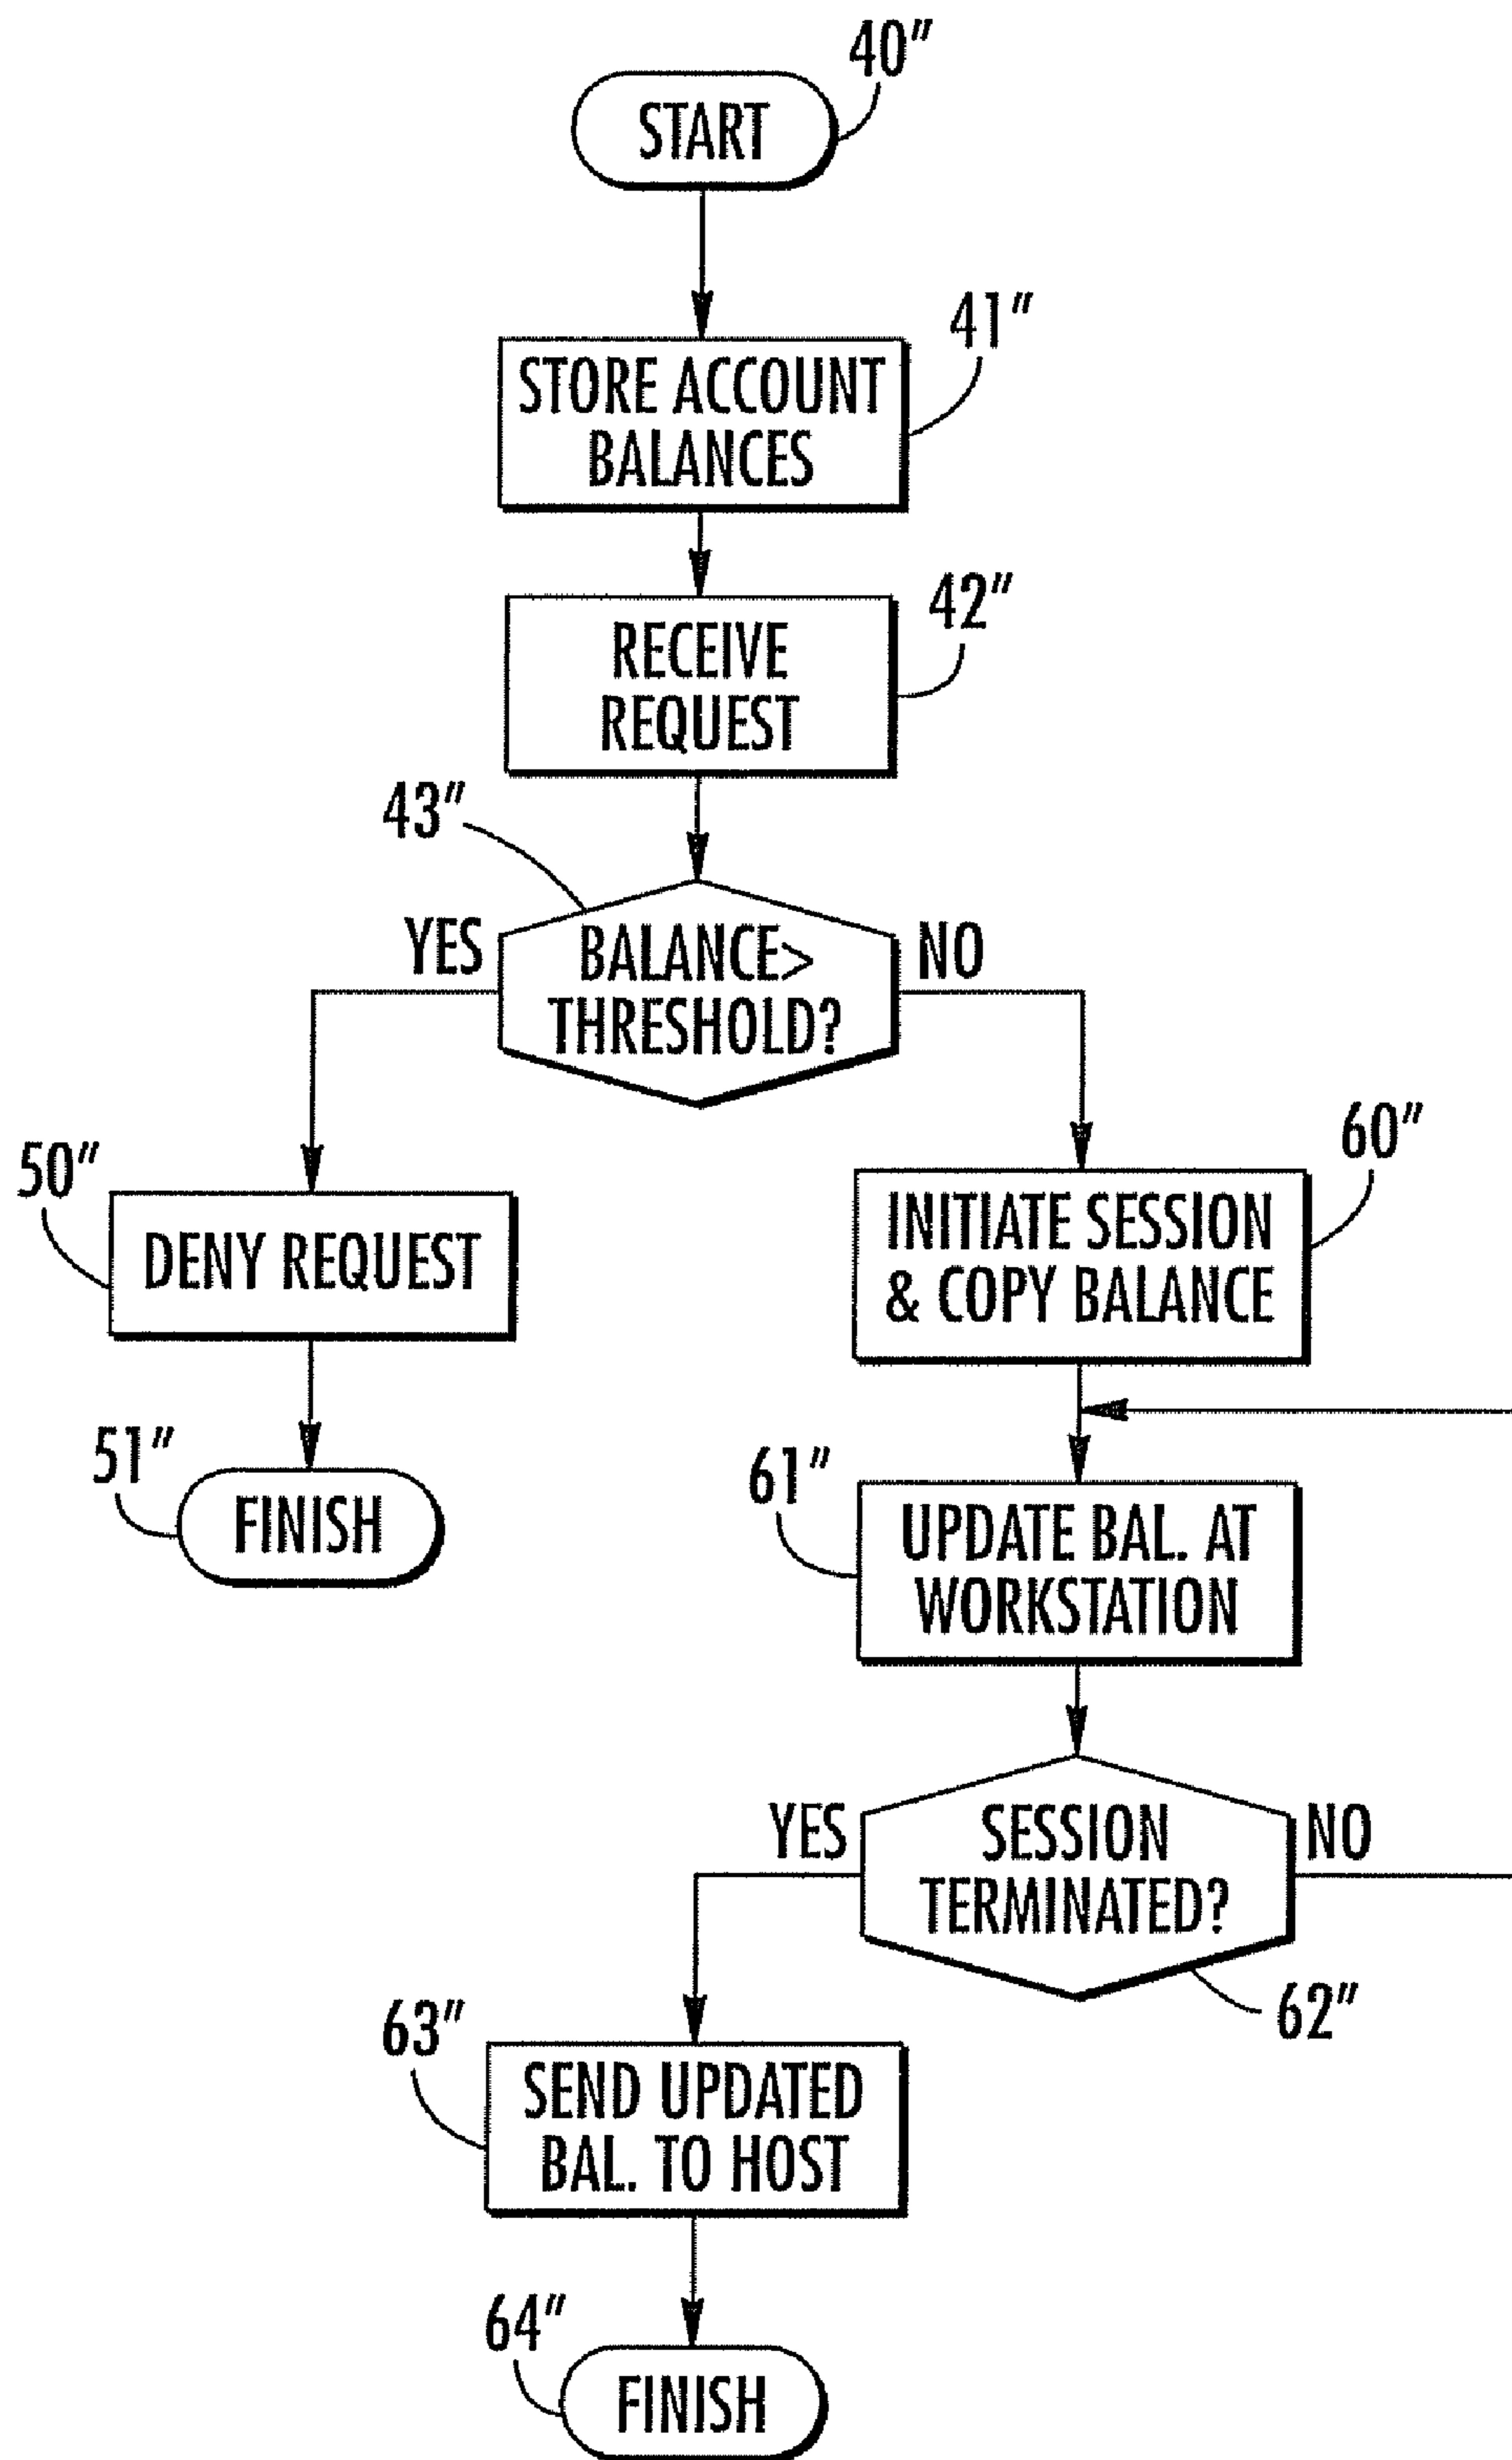 40"
START
41"
STORE ACCOUNT
BALANCES
42"
RECEIVE
REQUEST
43"
YES
BALANCE>
THRESHOLD?
NO
50"
DENY REQUEST
60"
INITIATE SESSION
& COPY BALANCE
51"
FINISH
61"
UPDATE BAL. AT
WORKSTATION
YES
SESSION
TERMINATED?
NO
62"
63"
SEND UPDATED
BAL. TO HOST
64"
FINISH